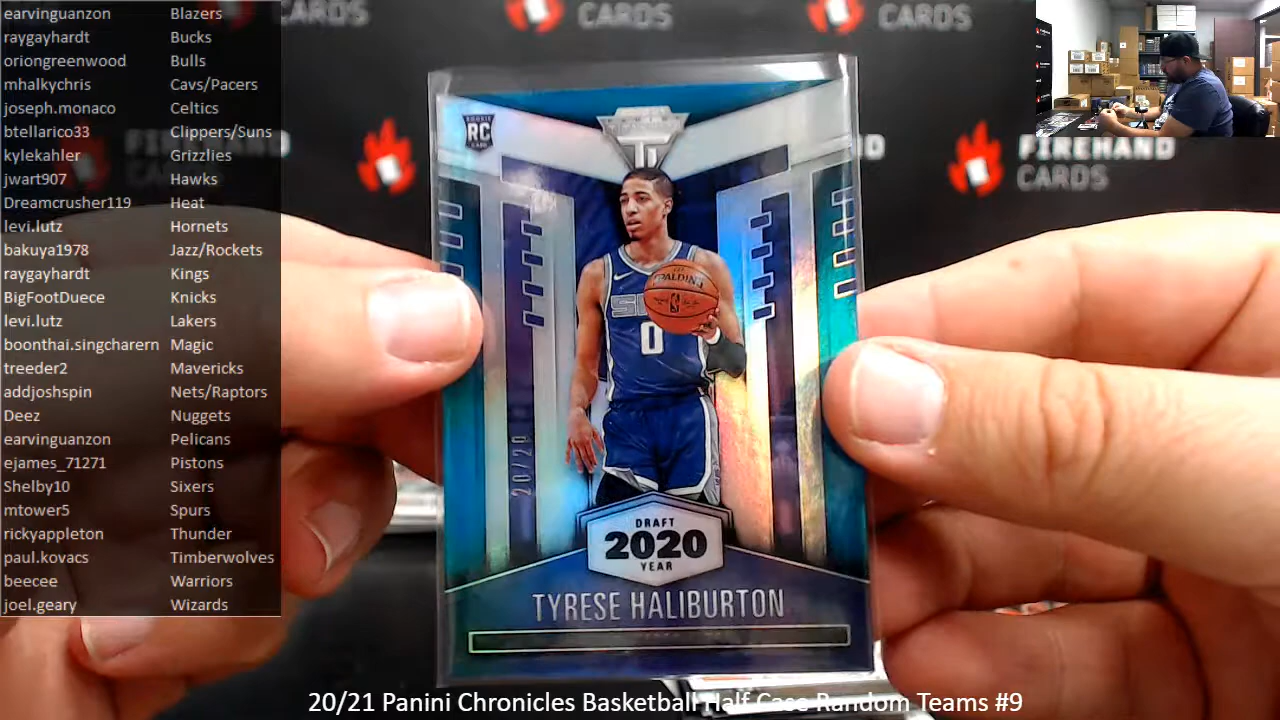 earvinguanzon Blazers
raygayhardt Bucks
oriongreenwood Bulls
mhalkychris Cavs/Pacers
joseph.monaco Celtics
btellarico33 Clippers/Suns
kylekahler Grizzlies
jwart907 Hawks
Dreamcrusher119 Heat
levi.lutz Hornets
bakuya1978 Jazz/Rockets
raygayhardt Kings
BigFootDuece Knicks
levi.lutz Lakers
boonthai.singcharern Magic
treeder2 Mavericks
addjoshspin Nets/Raptors
Deez Nuggets
earvinguanzon Pelicans
ejames_71271 Pistons
Shelby10 Sixers
mtower5 Spurs
rickyappleton Thunder
paul.kovacs Timberwolves
beecee Warriors
joel.geary Wizards
CARDS
CARDS
CARDS
FIREHAND
CARDS
ROOKIE
RC
CARD
SPALDING
0
20/20
DRAFT
2020
YEAR
TYRESE HALIBURTON
20/21 Panini Chronicles Basketball Half Case Random Teams #9